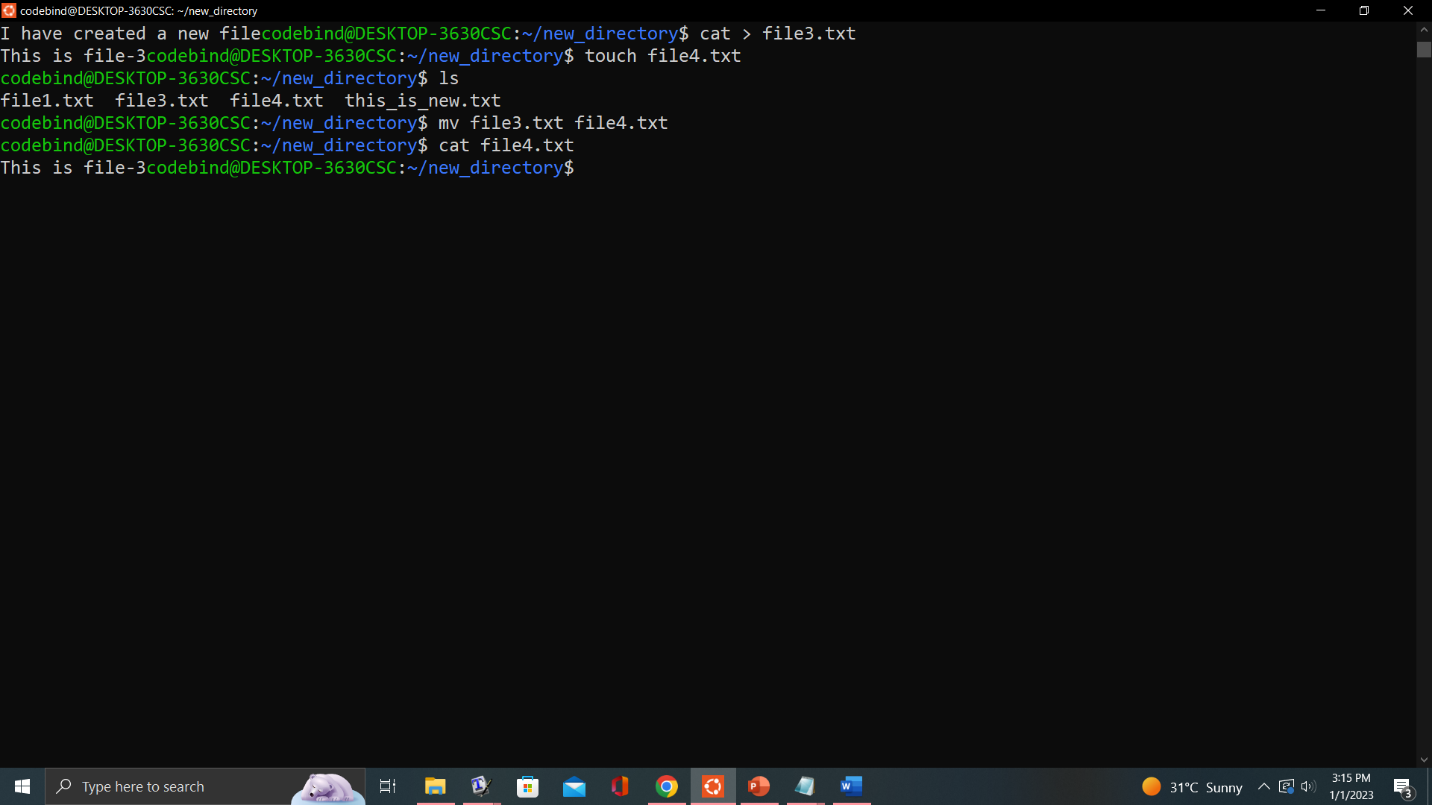 codebind@DESKTOP-3630CSC: ~/new_directory
I have created a new filecodebind@DESKTOP-3630CSC:~/new_directory$ cat > file3.txt
This is file-3codebind@DESKTOP-3630CSC:~/new_directory$ touch file4.txt
codebind@DESKTOP-3630CSC:~/new_directory$ ls
file1.txt  file3.txt  file4.txt  this_is_new.txt
codebind@DESKTOP-3630CSC:~/new_directory$ mv file3.txt file4.txt
codebind@DESKTOP-3630CSC:~/new_directory$ cat file4.txt
This is file-3codebind@DESKTOP-3630CSC:~/new_directory$
Type here to search
31°C Sunny
3:15 PM
1/1/2023
3